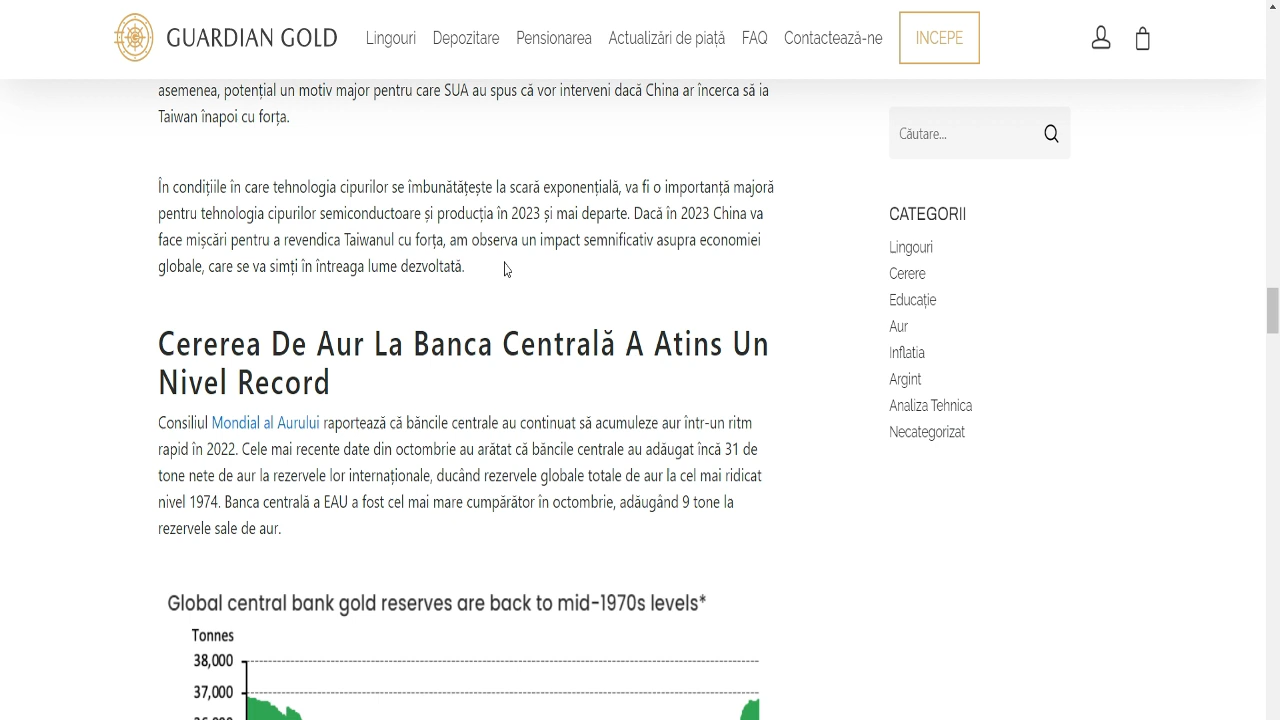 GUARDIAN GOLD
Lingouri
Depozitare
Pensionarea
Actualizări de piață
FAQ
Contactează-ne
INCEPE
asemenea, potențial un motiv major pentru care SUA au spus că vor interveni dacă China ar încerca să ia
Taiwan înapoi cu forța.
În condițiile în care tehnologia cipurilor se îmbunătățește la scară exponențială, va fi o importanță majoră
pentru tehnologia cipurilor semiconductoare și producția în 2023 și mai departe. Dacă în 2023 China va
face mișcări pentru a revendica Taiwanul cu forța, am observa un impact semnificativ asupra economiei
globale, care se va simți în întreaga lume dezvoltată.
Cererea De Aur La Banca Centrală A Atins Un
Nivel Record
Consiliul Mondial al Aurului raportează că băncile centrale au continuat să acumuleze aur într-un ritm
rapid în 2022. Cele mai recente date din octombrie au arătat că băncile centrale au adăugat încă 31 de
tone nete de aur la rezervele lor internaționale, ducând rezervele globale totale de aur la cel mai ridicat
nivel 1974. Banca centrală a EAU a fost cel mai mare cumpărător în octombrie, adăugând 9 tone la
rezervele sale de aur.
Global central bank gold reserves are back to mid-1970s levels*
Tonnes
38,000
37,000
Căutare...
CATEGORII
Lingouri
Cerere
Educație
Aur
Inflatia
Argint
Analiza Tehnica
Necategorizat